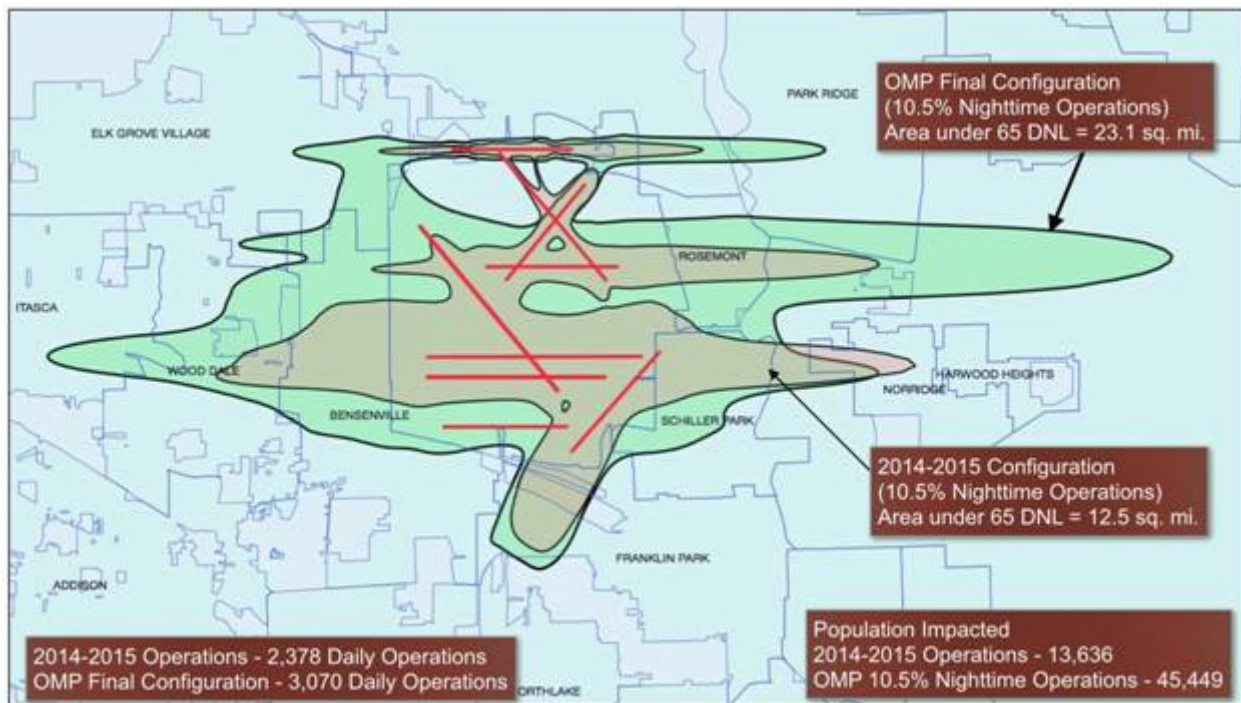 PARK RIDGE
OMP Final Configuration
(10.5% Nighttime Operations)
Area under 65 DNL = 23.1 sq. mi.
ELK GROVE VILLAGE
ROSEMONT
ITASCA
WOOD DALE
HARWOOD HEIGHTS
NORRIDGE
BENSENVILLE
SCHILLER PARK
2014-2015 Configuration
(10.5% Nighttime Operations)
Area under 65 DNL = 12.5 sq. mi.
FRANKLIN PARK
ADDISON
2014-2015 Operations - 2,378 Daily Operations
OMP Final Configuration - 3,070 Daily Operations
ORTHLAKE
Population Impacted
2014-2015 Operations - 13,636
OMP 10.5% Nighttime Operations - 45,449